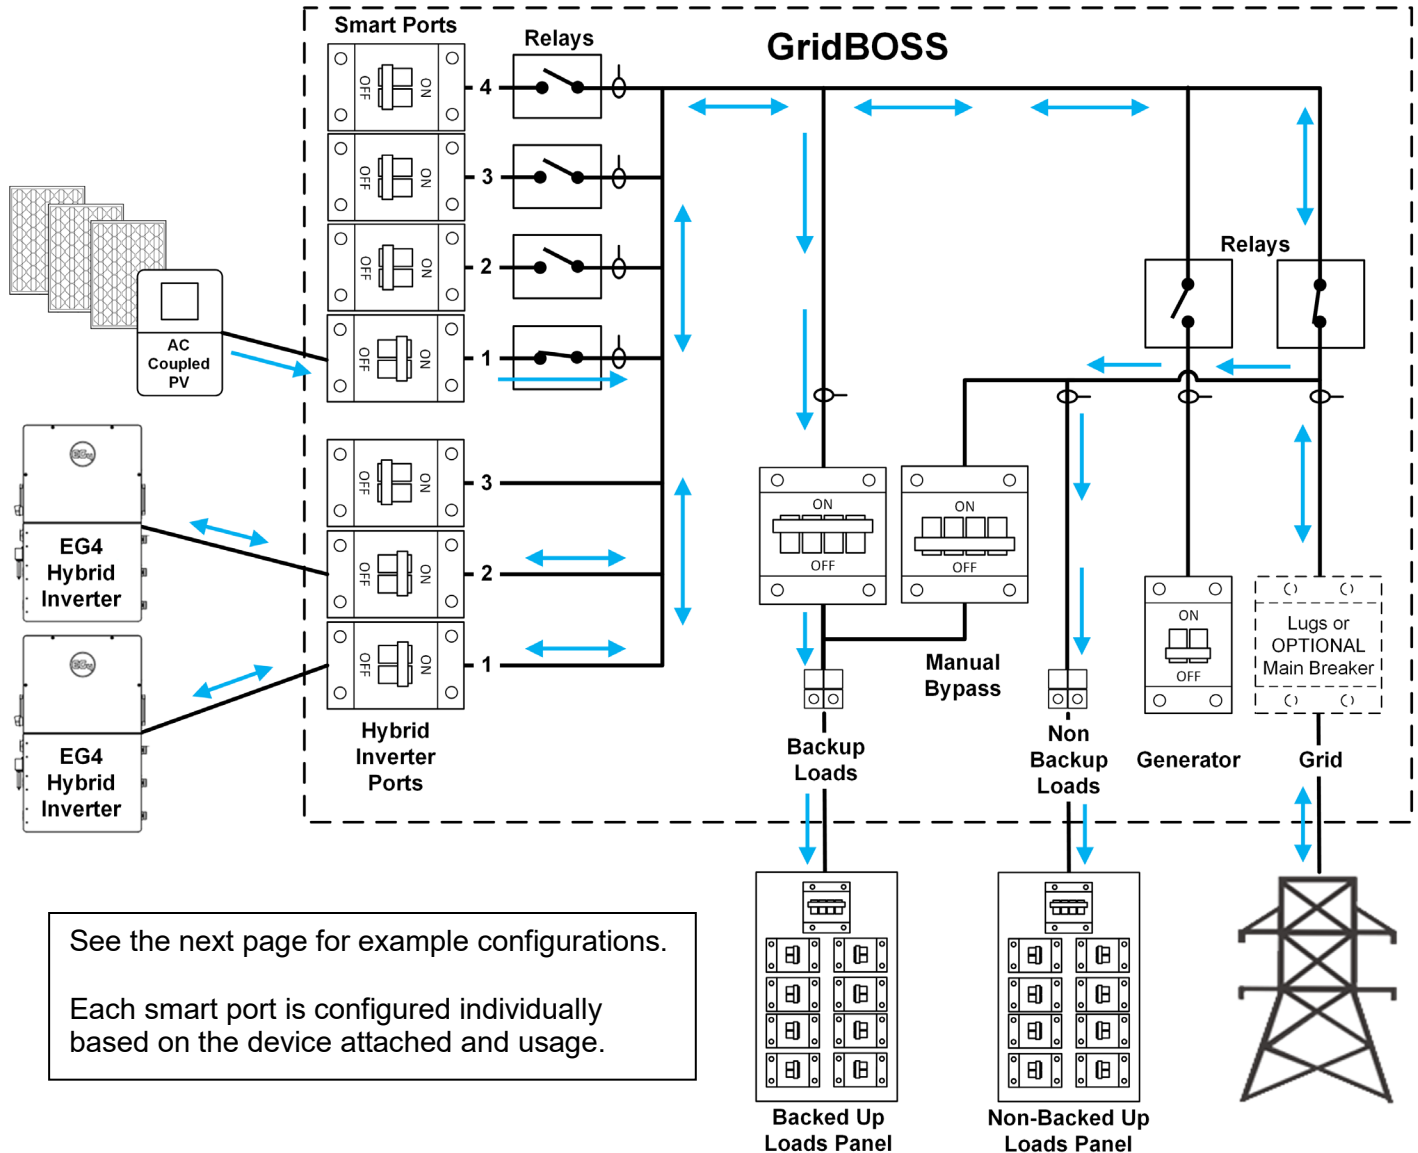 Smart Ports
Relays
GridBOSS
OFF
ON
4
OFF
ON
3
OFF
ON
2
OFF
ON
1
Relays
AC
Coupled
PV
OFF
ON
3
OFF
ON
2
OFF
ON
1
EG4
Hybrid
Inverter
EG4
Hybrid
Inverter
Hybrid
Inverter
Ports
ON
OFF
ON
OFF
Manual
Bypass
ON
OFF
Lugs or
OPTIONAL
Main Breaker
Backup
Loads
Non
Backup
Loads
Generator
Grid
See the next page for example configurations.
Each smart port is configured individually
based on the device attached and usage.
Backed Up
Loads Panel
Non-Backed Up
Loads Panel